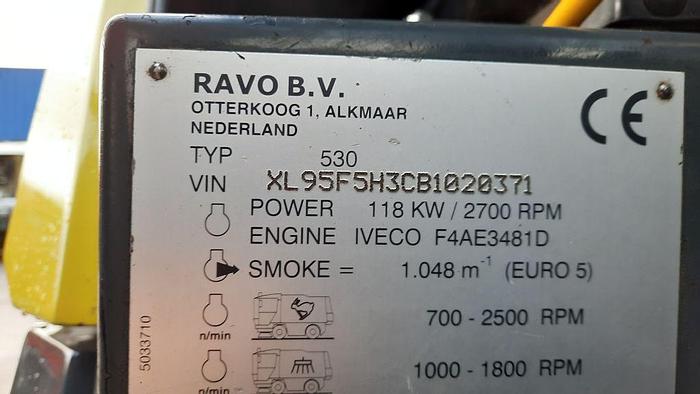 RAVO B.V.
OTTERKOOG 1, ALKMAAR
NEDERLAND
CE
TYP 530
VIN XL95F5H3CB1020371
POWER 118 KW / 2700 RPM
ENGINE IVECO F4AE3481D
SMOKE = 1.048 m⁻¹ (EURO 5)
n/min 700 - 2500 RPM
n/min 1000 - 1800 RPM
5033710